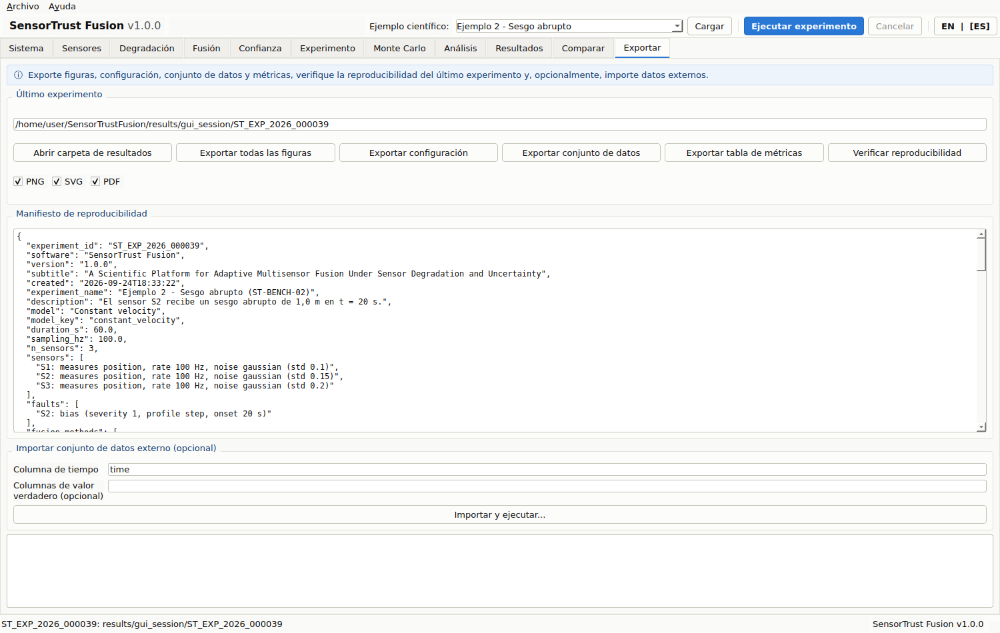 Archivo Ayuda
SensorTrust Fusion v1.0.0 Ejemplo científico: Ejemplo 2 - Sesgo abrupto Cargar Ejecutar experimento Cancelar EN | [ES]
Sistema Sensores Degradación Fusión Confianza Experimento Monte Carlo Análisis Resultados Comparar Exportar
Exporte figuras, configuración, conjunto de datos y métricas, verifique la reproducibilidad del último experimento y, opcionalmente, importe datos externos.
Último experimento
/home/user/SensorTrustFusion/results/gui_session/ST_EXP_2026_000039
Abrir carpeta de resultados Exportar todas las figuras Exportar configuración Exportar conjunto de datos Exportar tabla de métricas Verificar reproducibilidad
PNG SVG PDF
Manifiesto de reproducibilidad
{
"experiment_id": "ST_EXP_2026_000039",
"software": "SensorTrust Fusion",
"version": "1.0.0",
"subtitle": "A Scientific Platform for Adaptive Multisensor Fusion Under Sensor Degradation and Uncertainty",
"created": "2026-09-24T18:33:22",
"experiment_name": "Ejemplo 2 - Sesgo abrupto (ST-BENCH-02)",
"description": "El sensor S2 recibe un sesgo abrupto de 1,0 m en t = 20 s.",
"model": "Constant velocity",
"model_key": "constant_velocity",
"duration_s": 60.0,
"sampling_hz": 100.0,
"n_sensors": 3,
"sensors": [
"S1: measures position, rate 100 Hz, noise gaussian (std 0.1)",
"S2: measures position, rate 100 Hz, noise gaussian (std 0.15)",
"S3: measures position, rate 100 Hz, noise gaussian (std 0.2)"
],
"faults": [
"S2: bias (severity 1, profile step, onset 20 s)"
],
"fusion_methods": [
Importar conjunto de datos externo (opcional)
Columna de tiempo time
Columnas de valor
verdadero (opcional)
Importar y ejecutar...
ST_EXP_2026_000039: results/gui_session/ST_EXP_2026_000039 SensorTrust Fusion v1.0.0